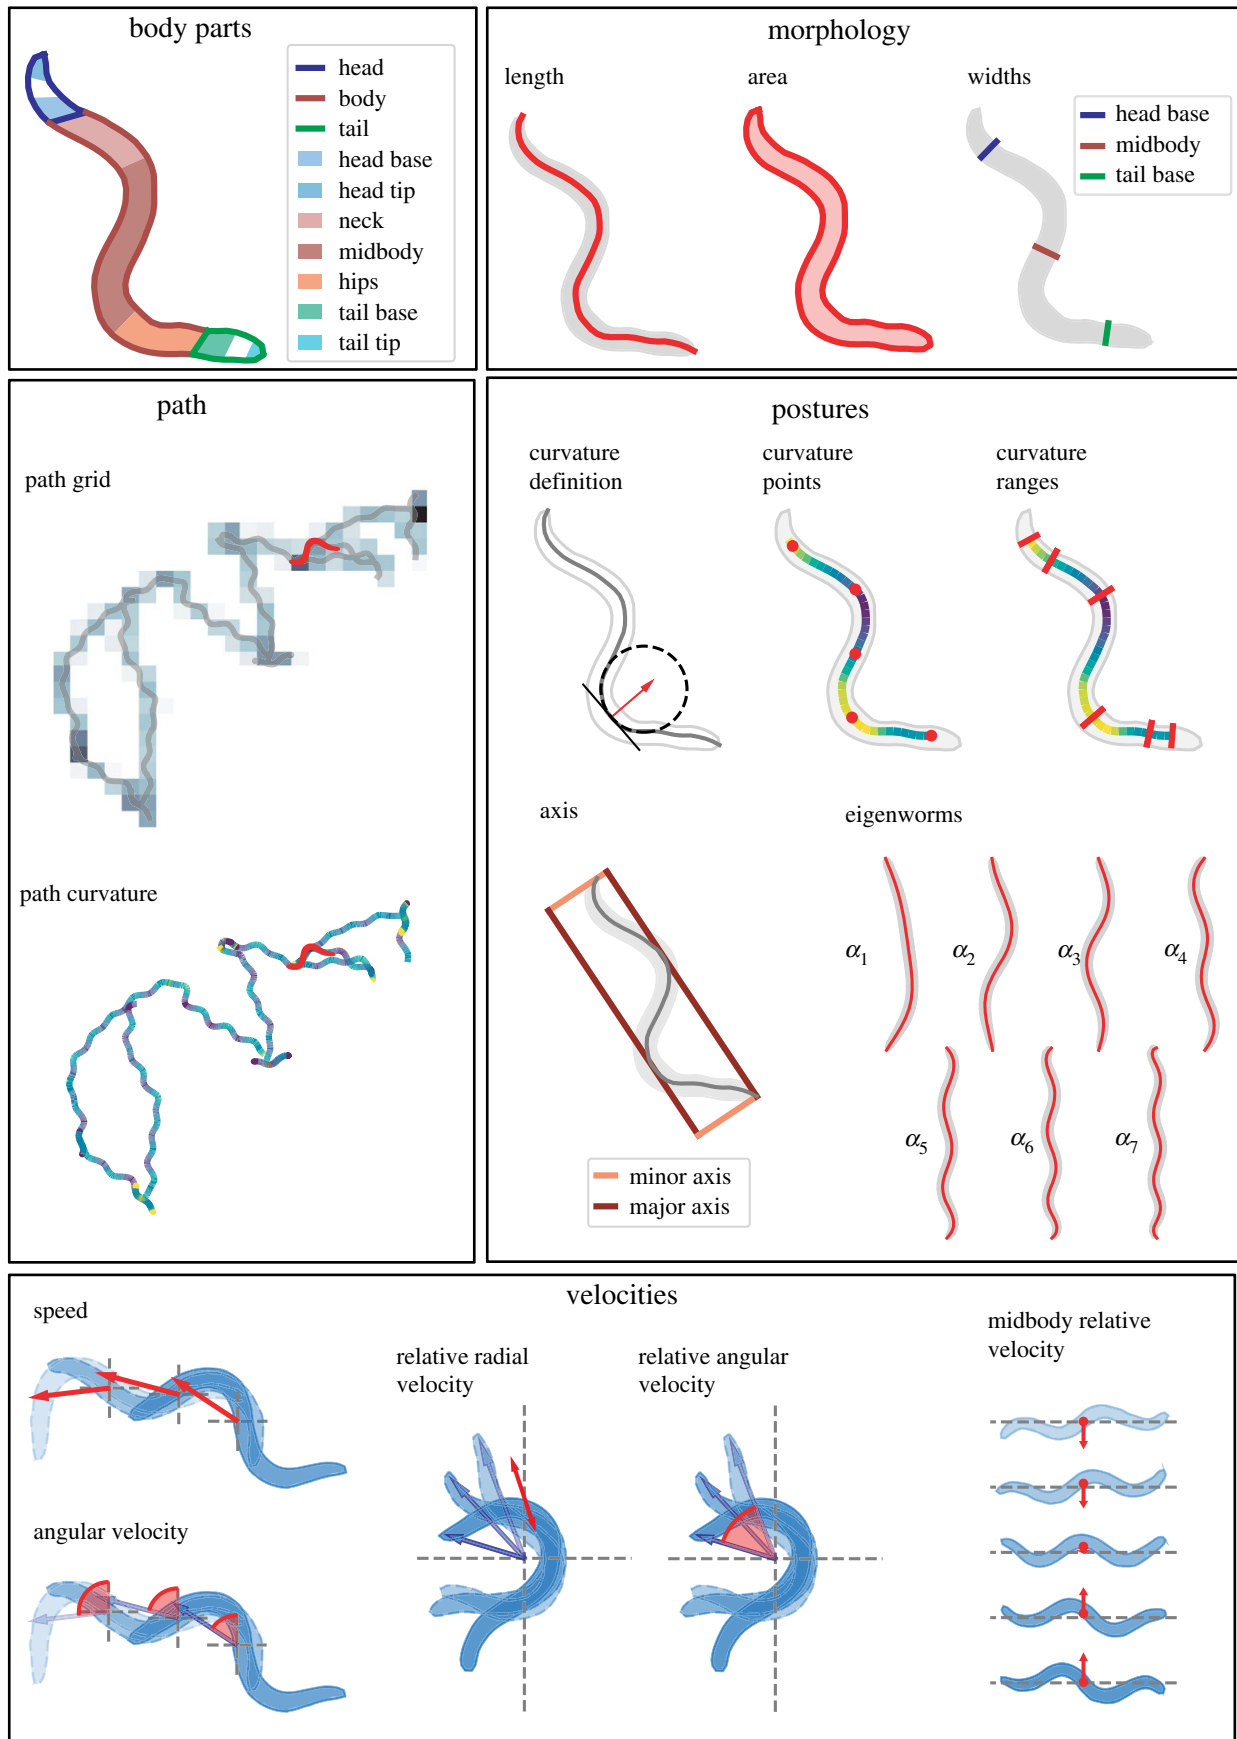 body parts
head
body
tail
head base
head tip
neck
midbody
hips
tail base
tail tip
morphology
length
area
widths
head base
midbody
tail base
path
path grid
path curvature
postures
curvature
definition
curvature
points
curvature
ranges
axis
minor axis
major axis
eigenworms
α1
α2
α3
α4
α5
α6
α7
velocities
speed
angular velocity
relative radial
velocity
relative angular
velocity
midbody relative
velocity